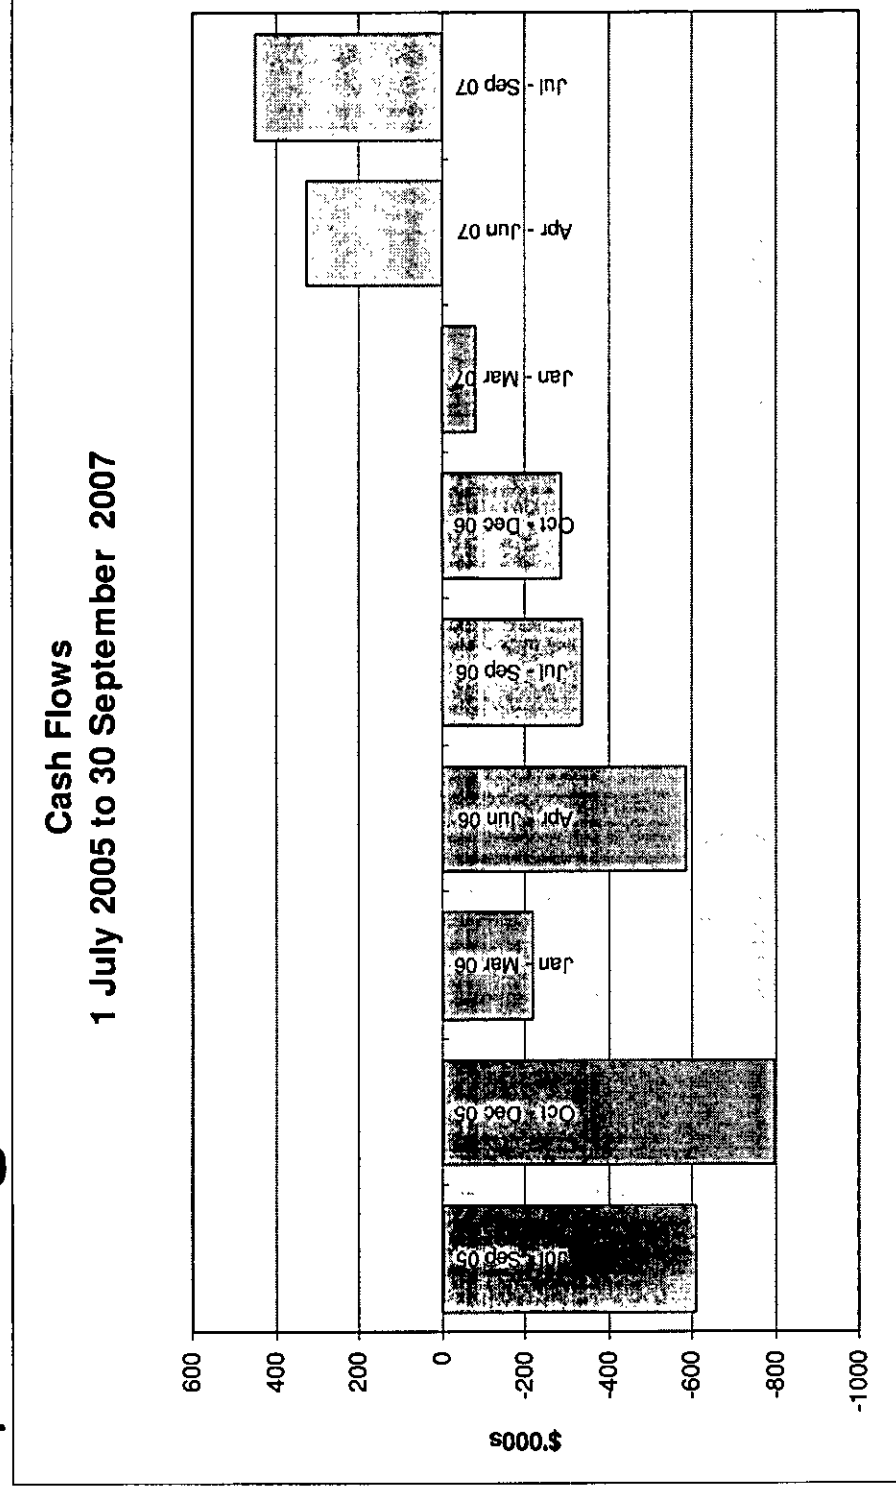 Cash Flows
1 July 2005 to 30 September 2007
$'000s
600
400
200
0
-200
-400
-600
-800
-1000
Jul - Sep 05
Oct - Dec 05
Jan - Mar 06
Apr - Jun 06
Jul - Sep 06
Oct - Dec 06
Jan - Mar 07
Apr - Jun 07
Jul - Sep 07